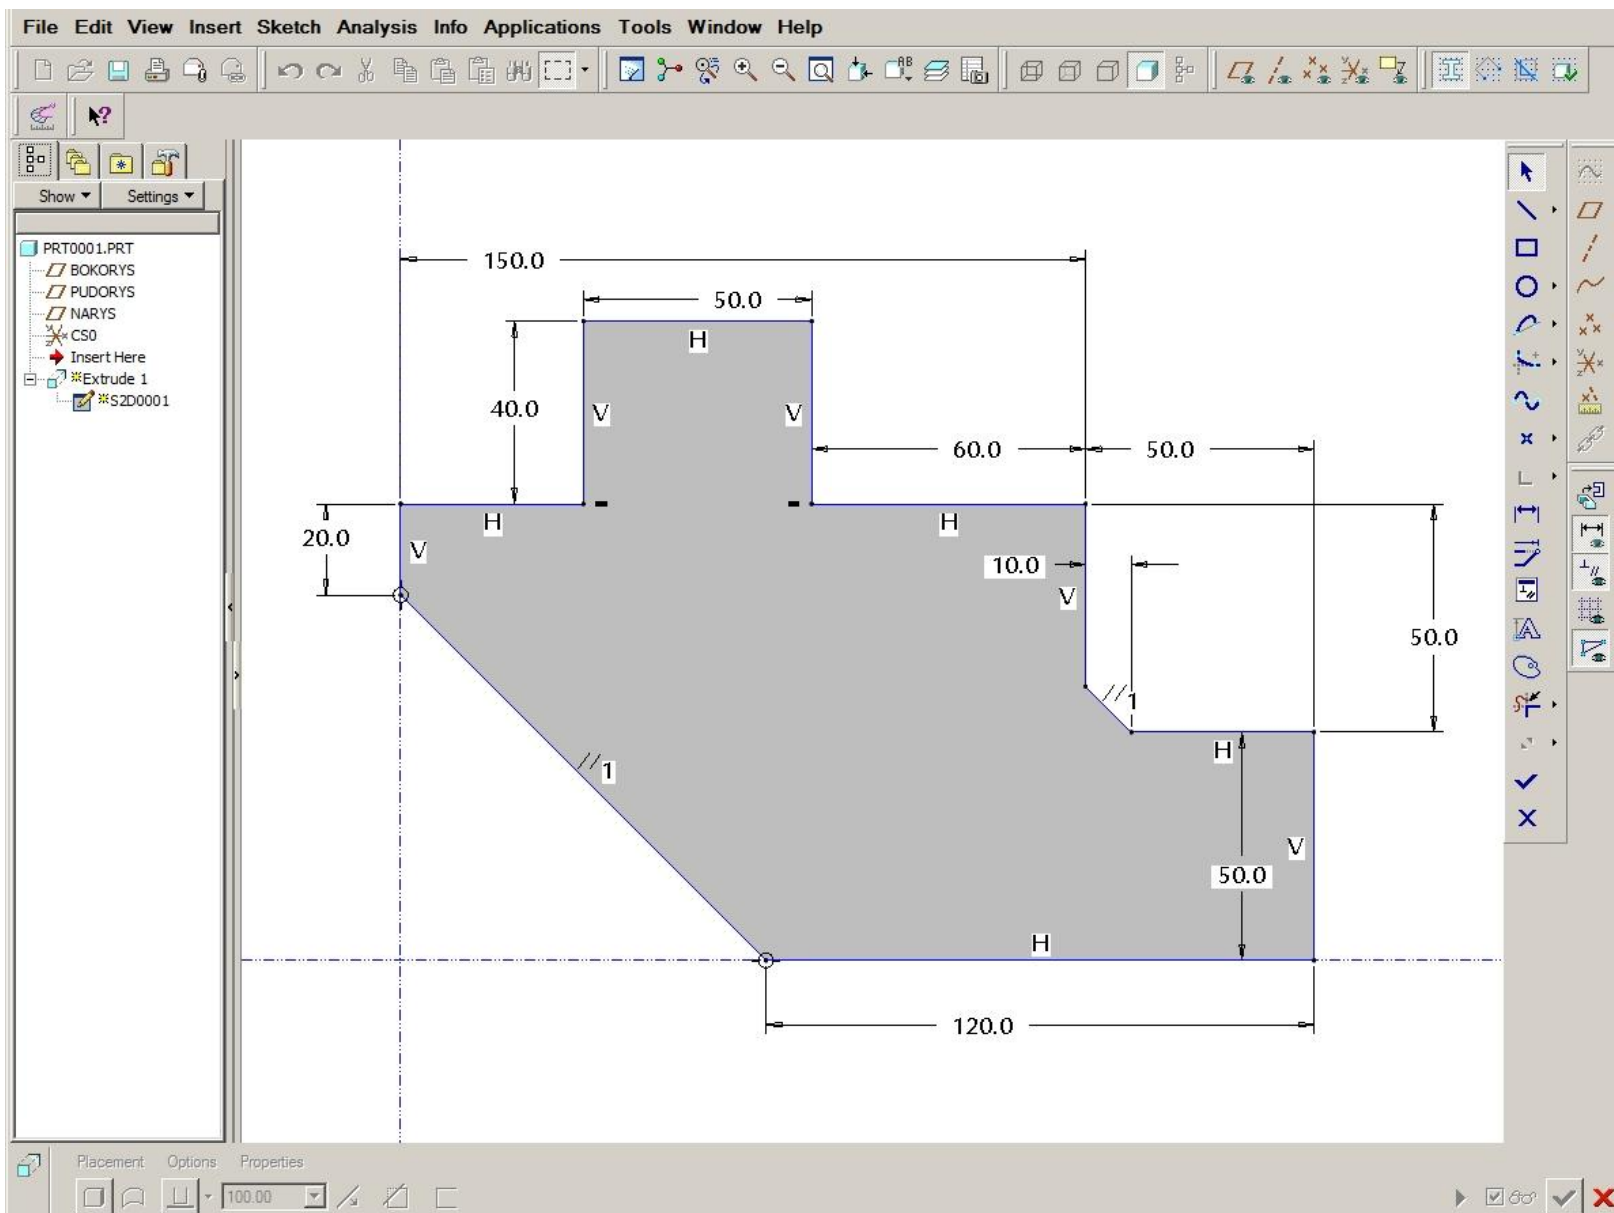 File Edit View Insert Sketch Analysis Info Applications Tools Window Help
Show Settings
PRT0001.PRT
BOKORYS
PUDORYS
NARYS
CS0
Insert Here
Extrude 1
S2D0001
150.0
50.0
H
40.0
V V
60.0 50.0
20.0
H H
V
10.0
V
50.0
//1
//1
H
V
50.0
H
120.0
Placement Options Properties
100.00